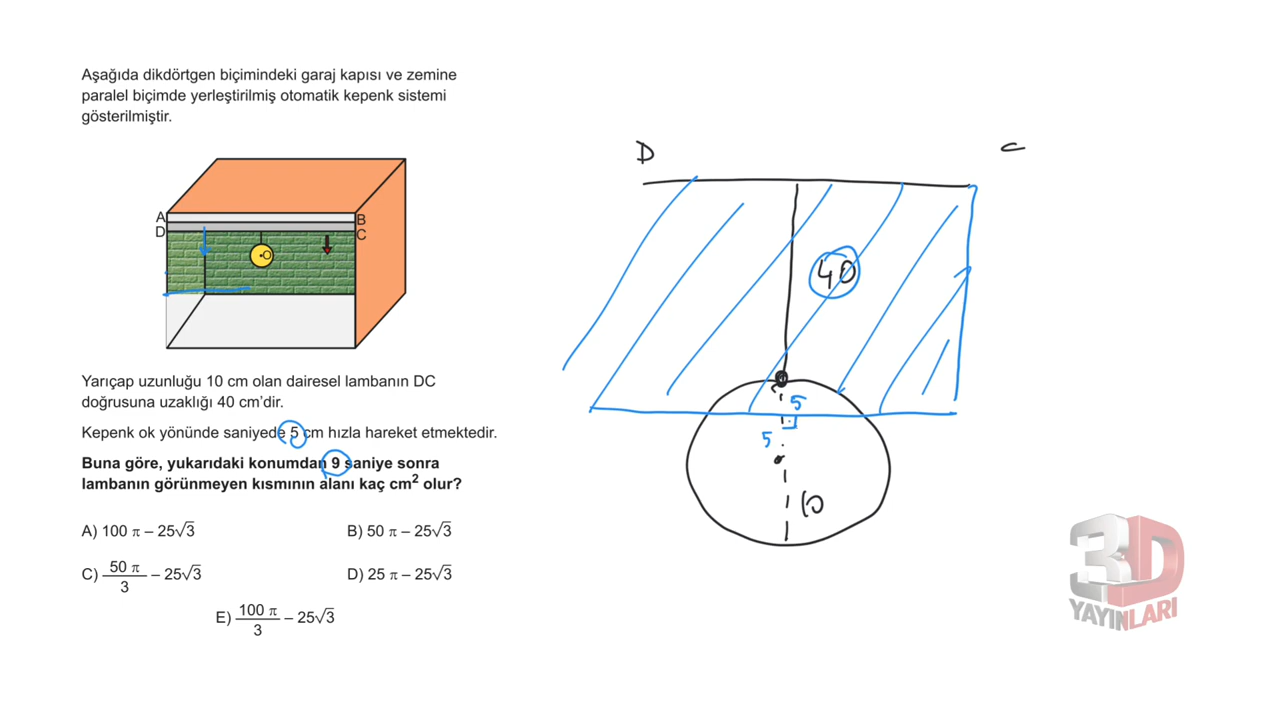 Aşağıda dikdörtgen biçimindeki garaj kapısı ve zemine
paralel biçimde yerleştirilmiş otomatik kepenk sistemi
gösterilmiştir.
A
B
D
C
O
Yarıçap uzunluğu 10 cm olan dairesel lambanın DC
doğrusuna uzaklığı 40 cm'dir.
Kepenk ok yönünde saniyede 5 cm hızla hareket etmektedir.
Buna göre, yukarıdaki konumdan 9 saniye sonra
lambanın görünmeyen kısmının alanı kaç cm² olur?
A) 100 π – 25√3
B) 50 π – 25√3
C) 50 π / 3 – 25√3
D) 25 π – 25√3
E) 100 π / 3 – 25√3
D
C
40
5
5
10
3D
YAYINLARI